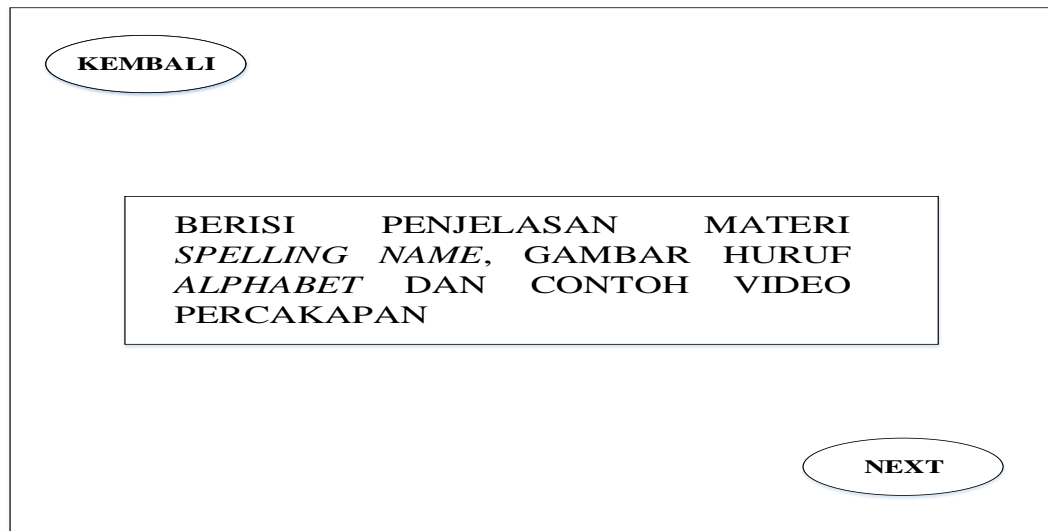 KEMBALI
BERISI PENJELASAN MATERI
SPELLING NAME, GAMBAR HURUF
ALPHABET DAN CONTOH VIDEO
PERCAKAPAN
NEXT